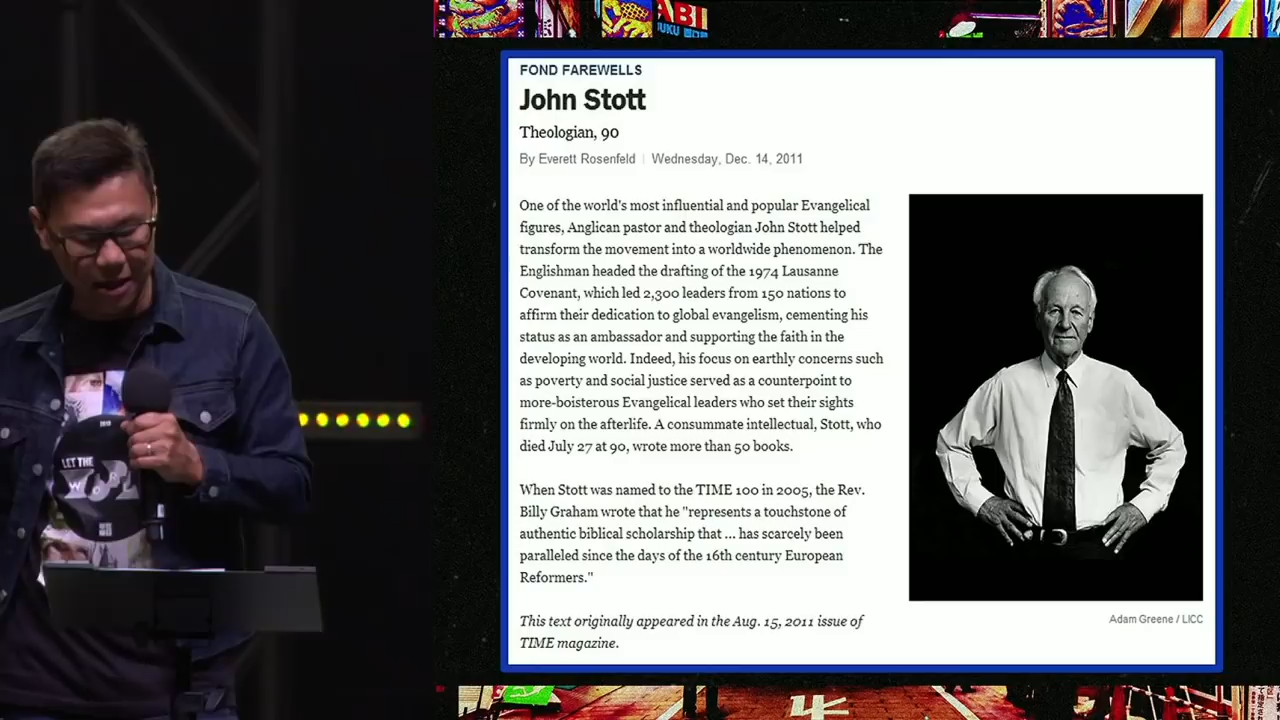 ABI
FOND FAREWELLS
John Stott
Theologian, 90
By Everett Rosenfeld | Wednesday, Dec. 14, 2011
One of the world's most influential and popular Evangelical
figures, Anglican pastor and theologian John Stott helped
transform the movement into a worldwide phenomenon. The
Englishman headed the drafting of the 1974 Lausanne
Covenant, which led 2,300 leaders from 150 nations to
affirm their dedication to global evangelism, cementing his
status as an ambassador and supporting the faith in the
developing world. Indeed, his focus on earthly concerns such
as poverty and social justice served as a counterpoint to
more-boisterous Evangelical leaders who set their sights
firmly on the afterlife. A consummate intellectual, Stott, who
died July 27 at 90, wrote more than 50 books.
When Stott was named to the TIME 100 in 2005, the Rev.
Billy Graham wrote that he "represents a touchstone of
authentic biblical scholarship that ... has scarcely been
paralleled since the days of the 16th century European
Reformers."
This text originally appeared in the Aug. 15, 2011 issue of
TIME magazine.
Adam Greene / LICC
LET THE